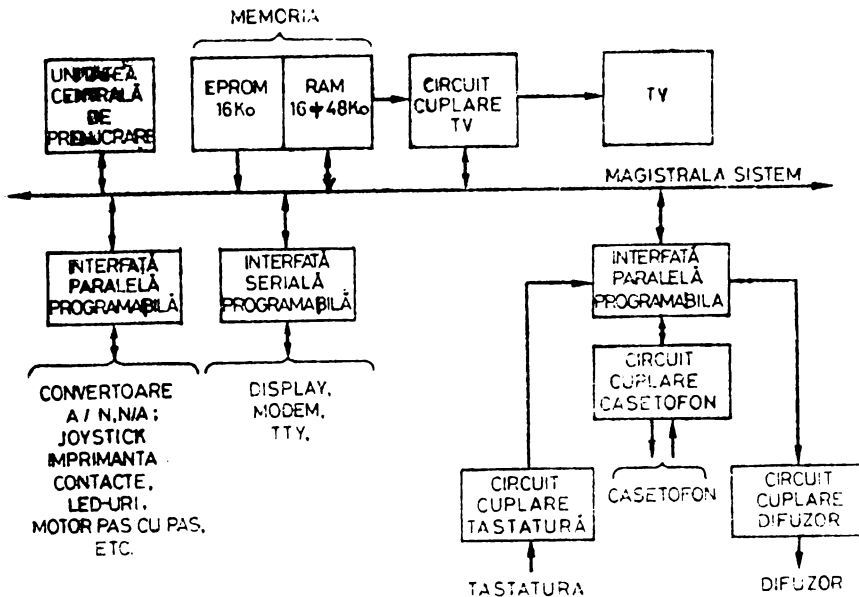 MEMORIA
UNITATEA
CENTRALĂ
DE
PRELUCRARE
EPROM
16Ko
RAM
16÷48Ko
CIRCUIT
CUPLARE
TV
TV
MAGISTRALA SISTEM
INTERFAȚĂ
PARALELĂ
PROGRAMABILĂ
INTERFAȚĂ
SERIALĂ
PROGRAMABILĂ
INTERFAȚĂ
PARALELĂ
PROGRAMABILA
CONVERTOARE
A / N, N/A ;
JOYSTICK
IMPRIMANTA
CONTACTE,
LED-URI,
MOTOR PAS CU PAS,
ETC.
DISPLAY,
MODEM,
TTY,
CIRCUIT
CUPLARE
CASETOFON
CASETOFON
CIRCUIT
CUPLARE
TASTATURĂ
TASTATURA
CIRCUIT
CUPLARE
DIFUZOR
DIFUZOR